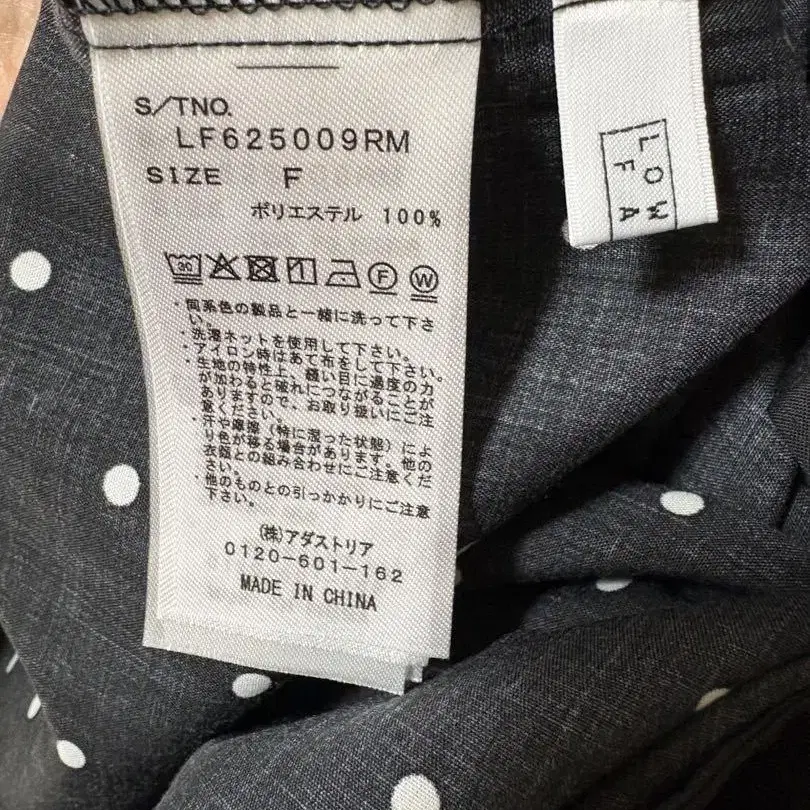 S/TNO.
LF625009RM
SIZE F
ポリエステル 100%
30
F
W
・同系色の製品と一緒に洗って下さ
い。
・洗濯ネットを使用して下さい。
・アイロン時はあて布をして下さい。
・生地の特性上、縫い目に過度の力
が加わると破れにつながることが
ありますので、お取り扱いにご注
意ください。
・汗や摩擦（特に湿った状態）によ
り色が移る場合があります。他の
衣類との組み合わせにご注意くだ
さい。
・他のものとの引っかかりにご注意
下さい。
(株)アダストリア
0120-601-162
MADE IN CHINA
LOW
F A